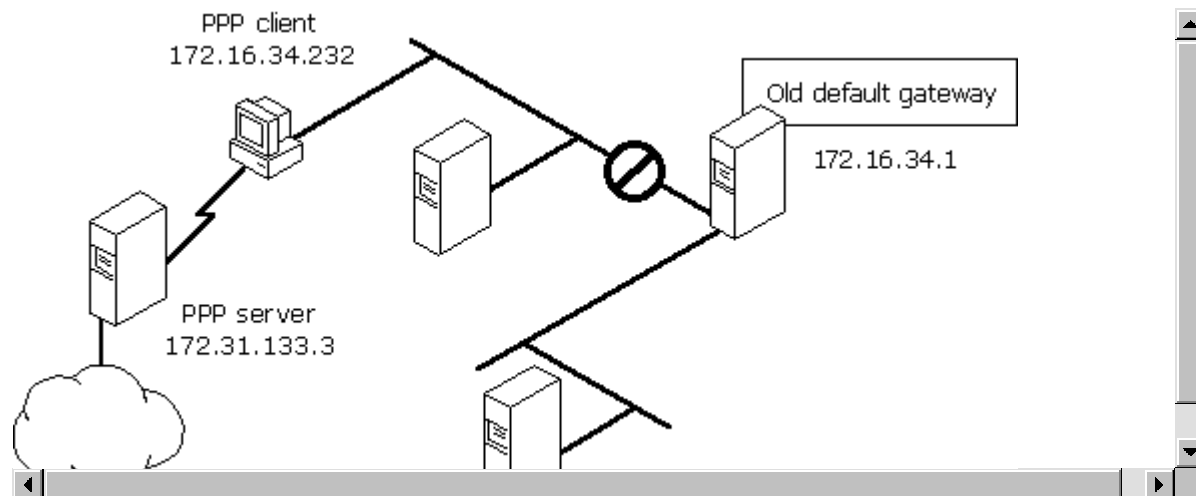 PPP client
172.16.34.232
Old default gateway
172.16.34.1
PPP server
172.31.133.3